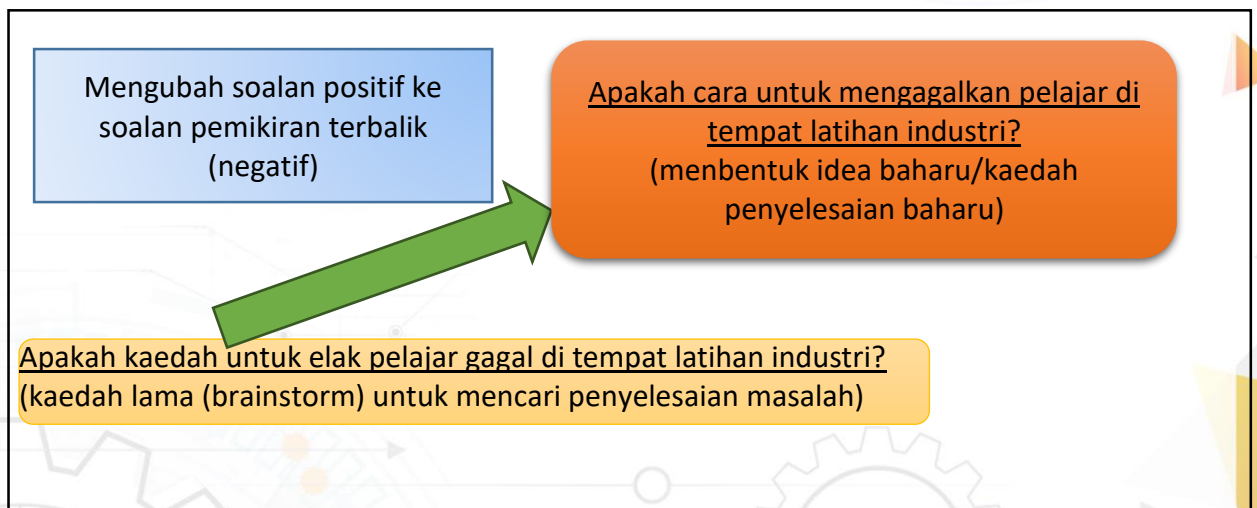 Mengubah soalan positif ke
soalan pemikiran terbalik
(negatif)
Apakah cara untuk mengagalkan pelajar di
tempat latihan industri?
(menbentuk idea baharu/kaedah
penyelesaian baharu)
Apakah kaedah untuk elak pelajar gagal di tempat latihan industri?
(kaedah lama (brainstorm) untuk mencari penyelesaian masalah)